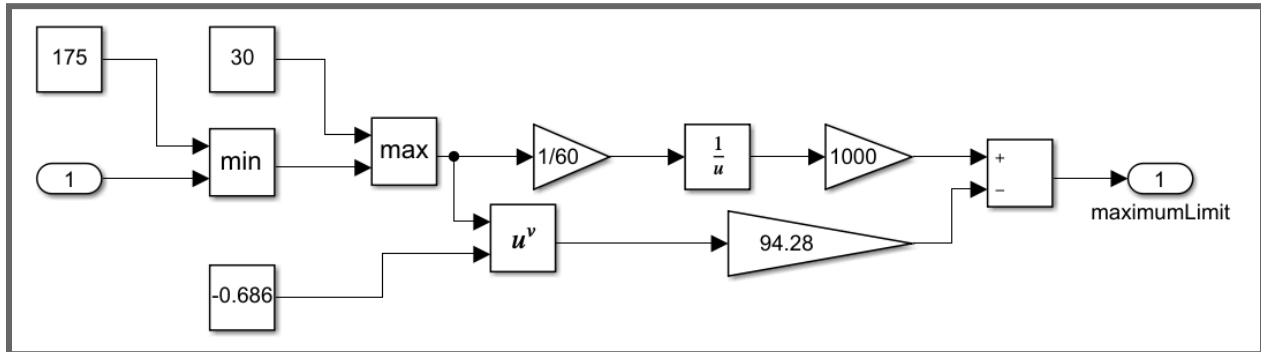 175
30
1
min
max
1/60
1/u
1000
+
−
1
maximumLimit
u^v
94.28
-0.686